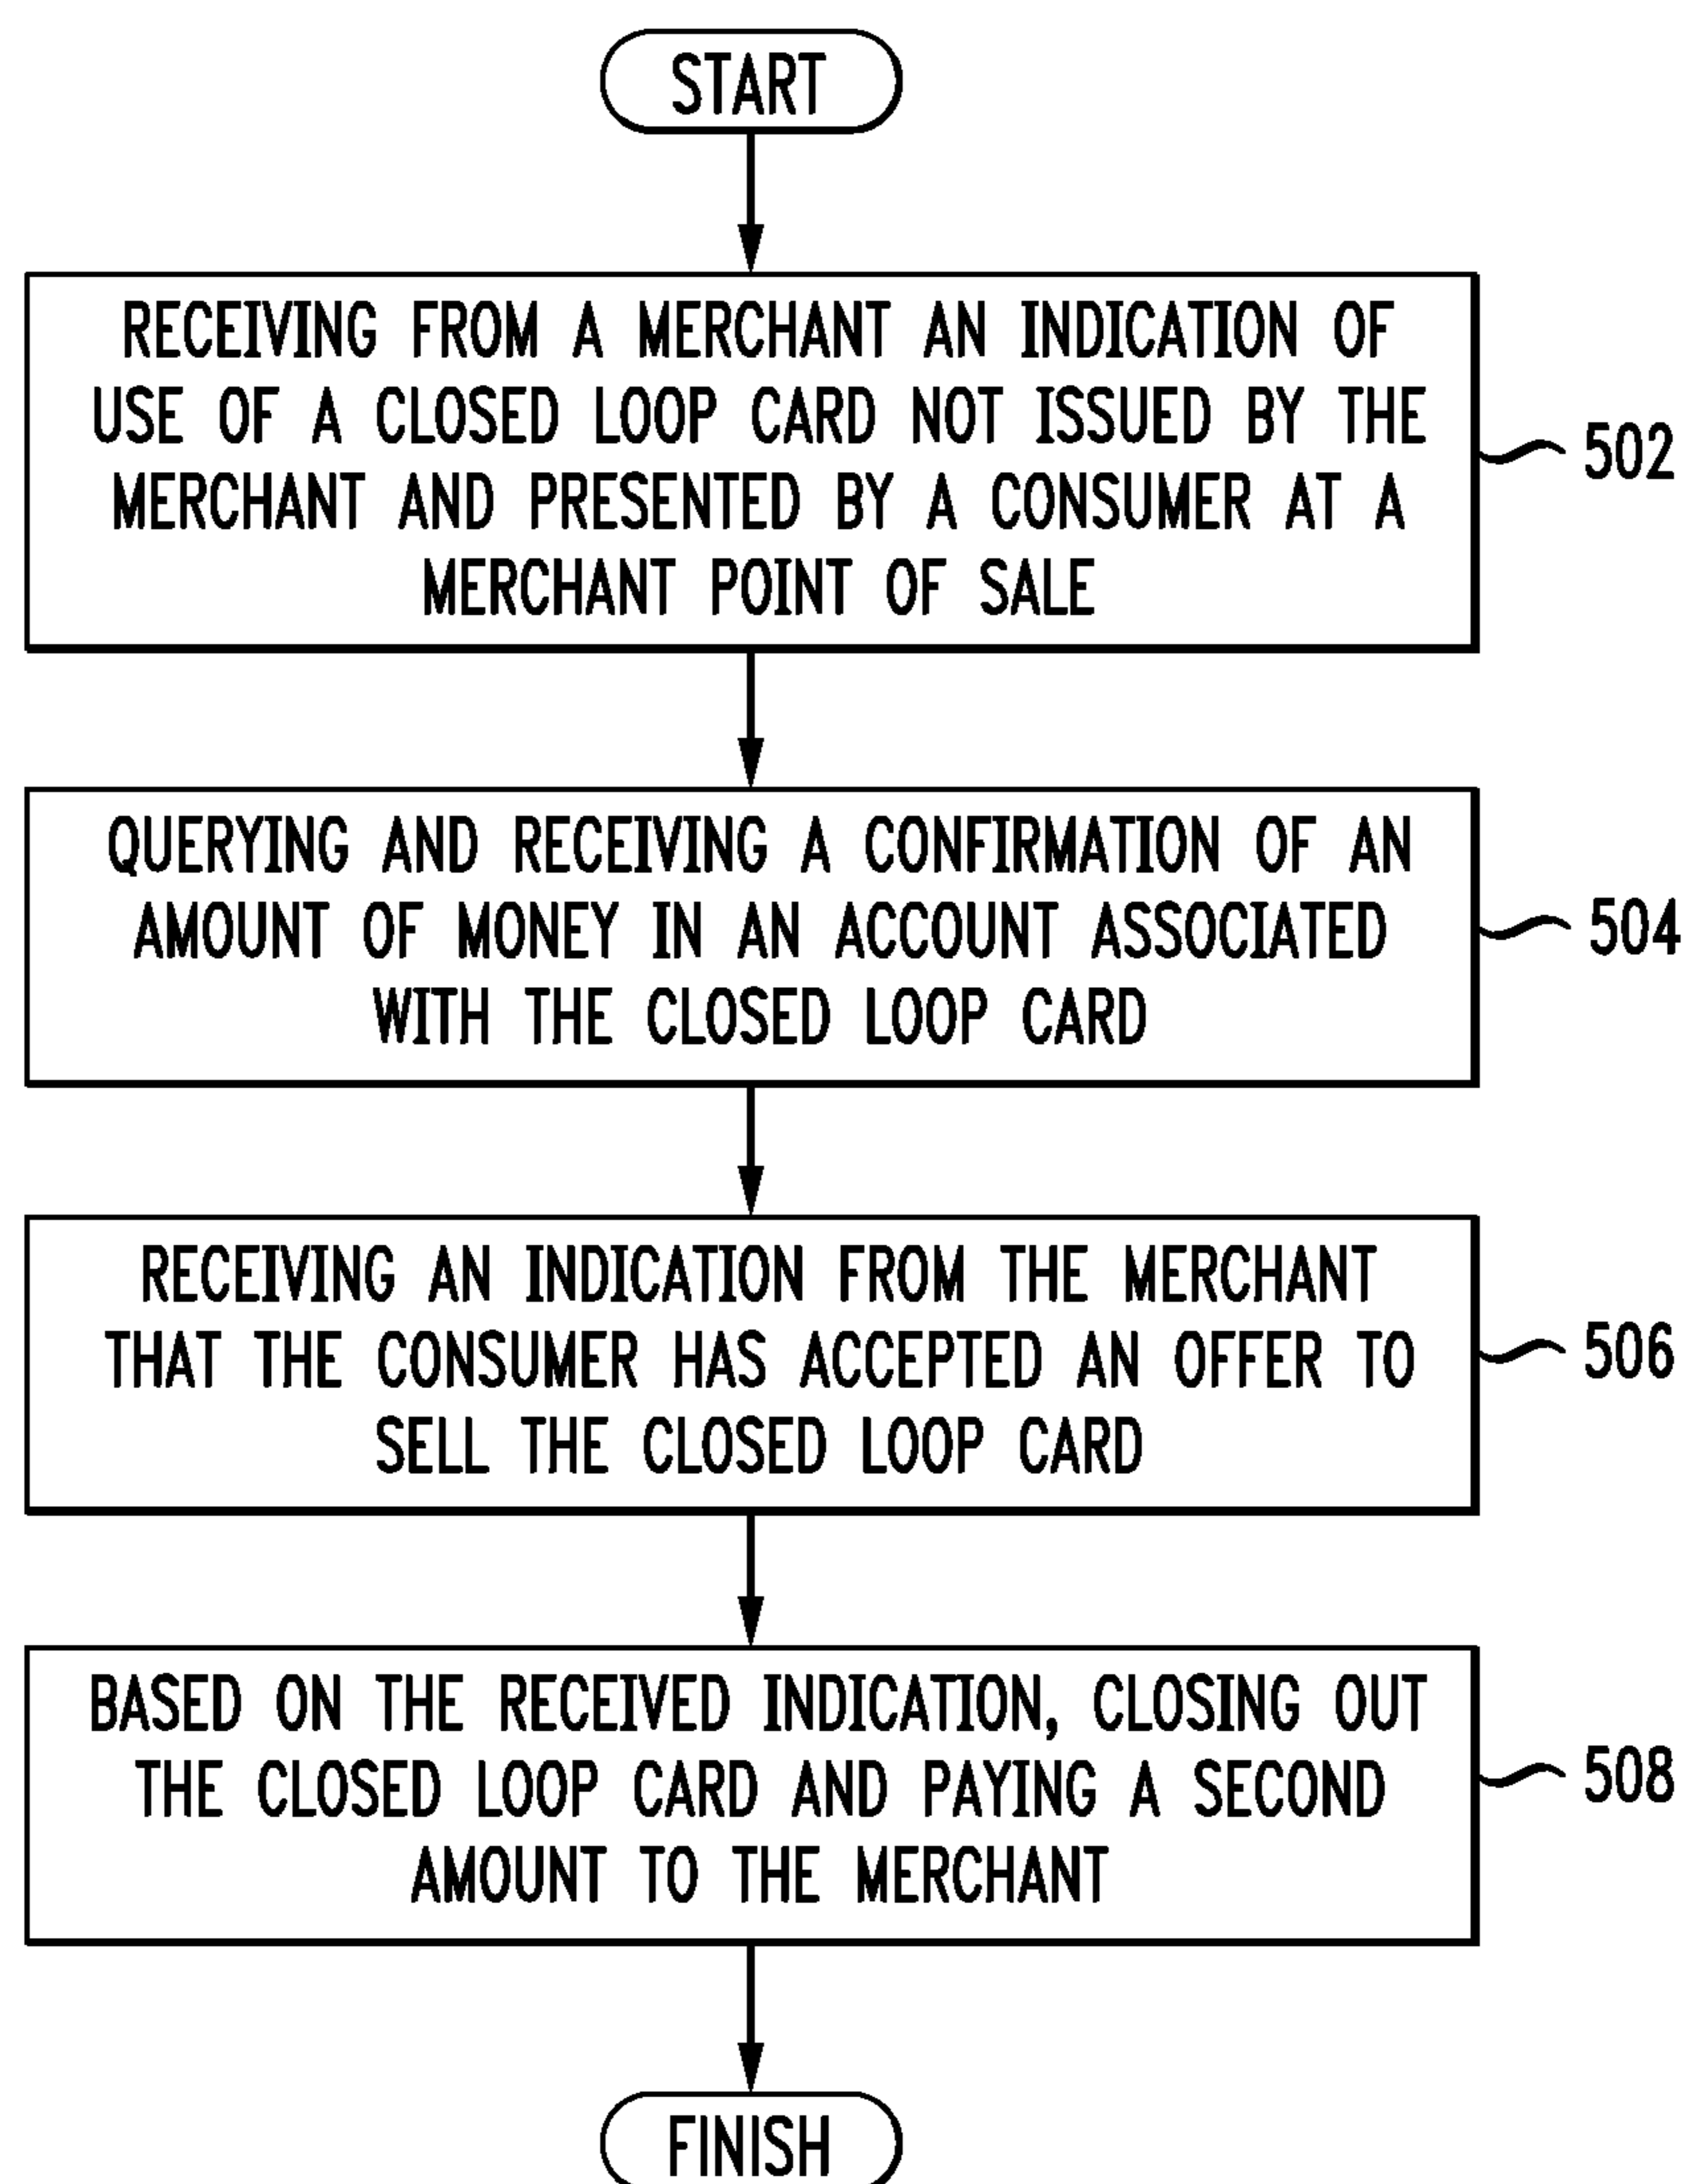 START
RECEIVING FROM A MERCHANT AN INDICATION OF
USE OF A CLOSED LOOP CARD NOT ISSUED BY THE
MERCHANT AND PRESENTED BY A CONSUMER AT A
MERCHANT POINT OF SALE
502
QUERYING AND RECEIVING A CONFIRMATION OF AN
AMOUNT OF MONEY IN AN ACCOUNT ASSOCIATED
WITH THE CLOSED LOOP CARD
504
RECEIVING AN INDICATION FROM THE MERCHANT
THAT THE CONSUMER HAS ACCEPTED AN OFFER TO
SELL THE CLOSED LOOP CARD
506
BASED ON THE RECEIVED INDICATION, CLOSING OUT
THE CLOSED LOOP CARD AND PAYING A SECOND
AMOUNT TO THE MERCHANT
508
FINISH